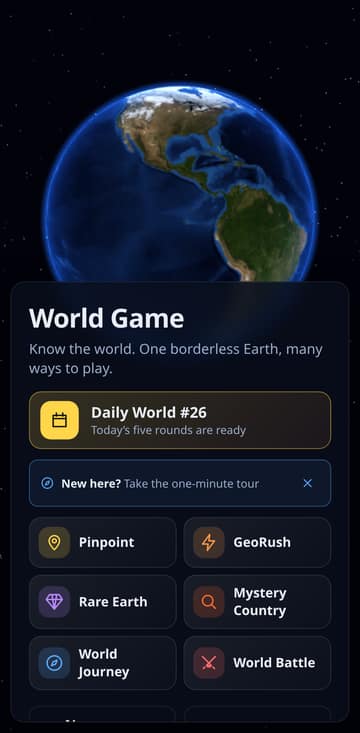 World Game
Know the world. One borderless Earth, many
ways to play.
Daily World #26
Today's five rounds are ready
New here? Take the one-minute tour
Pinpoint
GeoRush
Rare Earth
Mystery
Country
World
Journey
World Battle